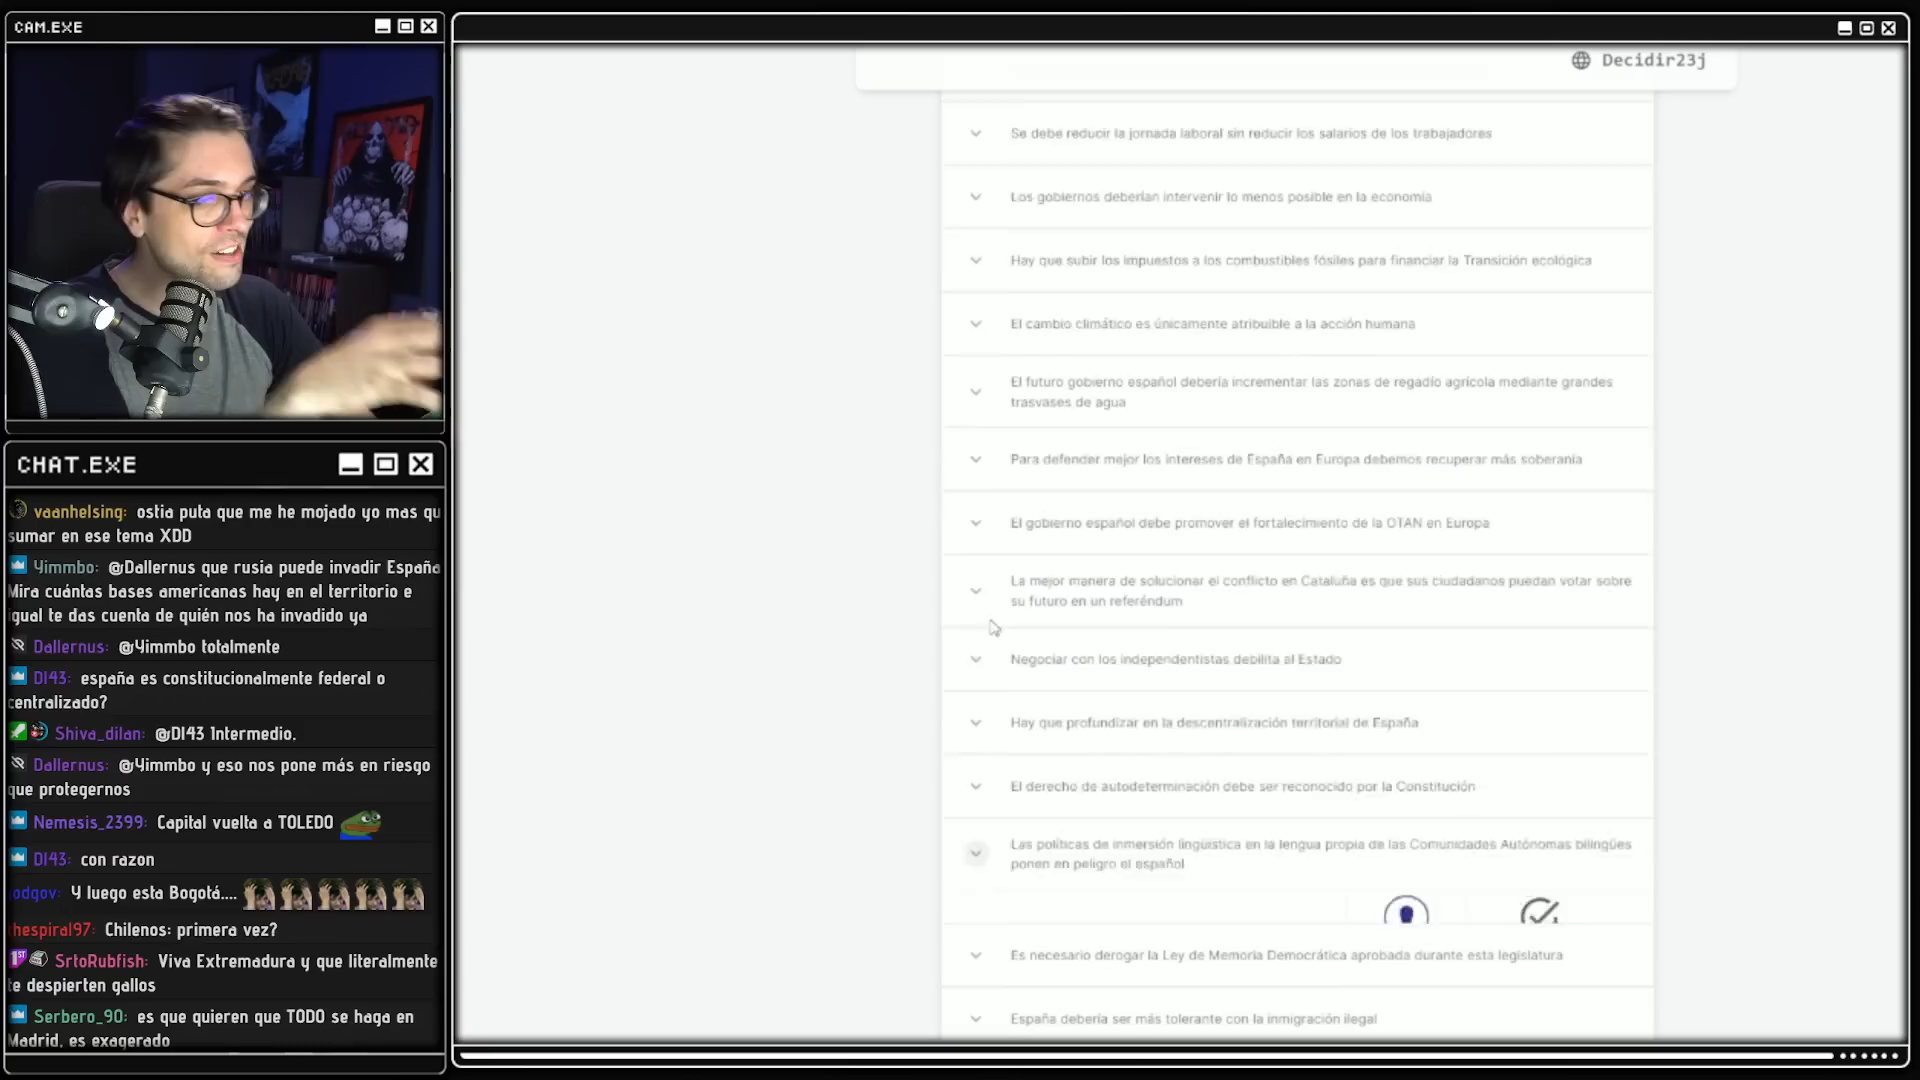 CAM.EXE
CHAT.EXE
vaanhelsing: ostia puta que me he mojado yo mas qu
sumar en ese tema XDD
Yimmbo: @Dallernus que rusia puede invadir España
Mira cuántas bases americanas hay en el territorio e
igual te das cuenta de quién nos ha invadido ya
Dallernus: @Yimmbo totalmente
D143: españa es constitucionalmente federal o
centralizado?
Shiva_dilan: @D143 Intermedio.
Dallernus: @Yimmbo y eso nos pone más en riesgo
que protegernos
Nemesis_2399: Capital vuelta a TOLEDO
D143: con razon
odgov: Y luego esta Bogotá....
hespiral97: Chilenos: primera vez?
1ST SrtoRubfish: Viva Extremadura y que literalmente
te despierten gallos
Serbero_90: es que quieren que TODO se haga en
Madrid, es exagerado
Decidir23j
Se debe reducir la jornada laboral sin reducir los salarios de los trabajadores
Los gobiernos deberían intervenir lo menos posible en la economía
Hay que subir los impuestos a los combustibles fósiles para financiar la Transición ecológica
El cambio climático es únicamente atribuible a la acción humana
El futuro gobierno español debería incrementar las zonas de regadío agrícola mediante grandes
trasvases de agua
Para defender mejor los intereses de España en Europa debemos recuperar más soberanía
El gobierno español debe promover el fortalecimiento de la OTAN en Europa
La mejor manera de solucionar el conflicto en Cataluña es que sus ciudadanos puedan votar sobre
su futuro en un referéndum
Negociar con los independentistas debilita al Estado
Hay que profundizar en la descentralización territorial de España
El derecho de autodeterminación debe ser reconocido por la Constitución
Las políticas de inmersión lingüística en la lengua propia de las Comunidades Autónomas bilingües
ponen en peligro el español
Es necesario derogar la Ley de Memoria Democrática aprobada durante esta legislatura
España debería ser más tolerante con la inmigración ilegal